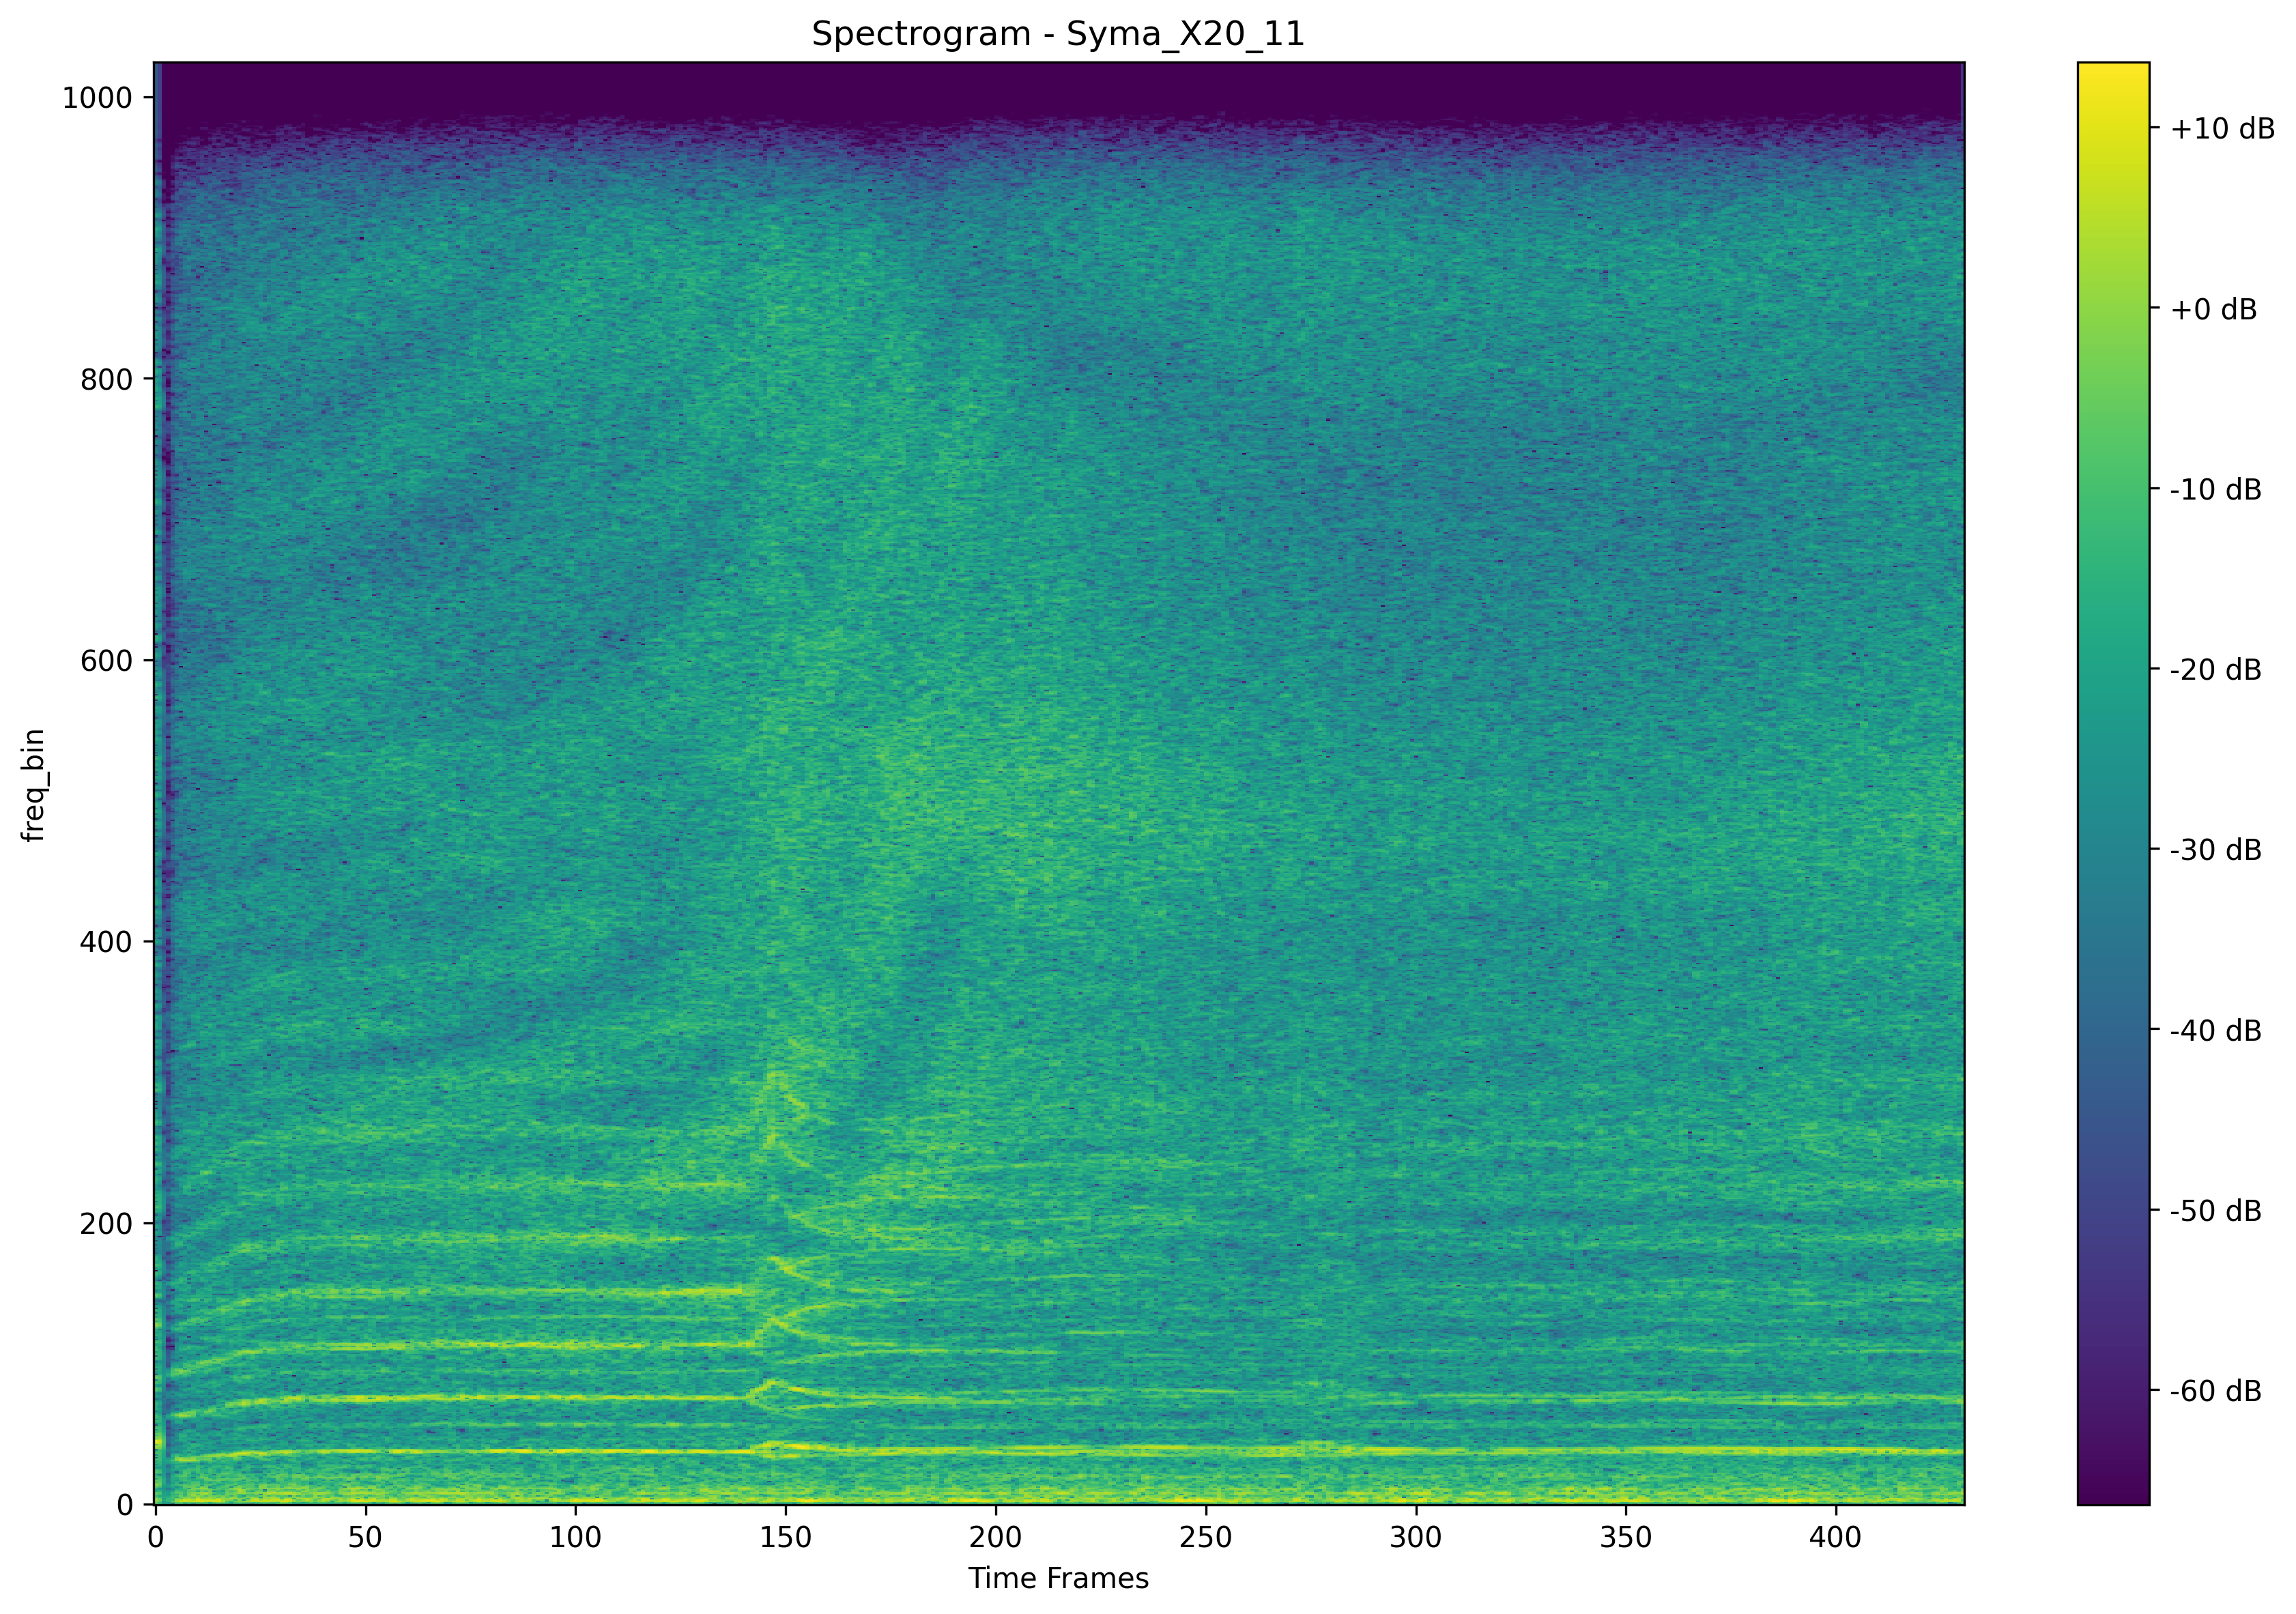 Spectrogram - Syma_X20_11
1000
800
600
400
200
0
freq_bin
0 50 100 150 200 250 300 350 400
Time Frames
+10 dB
+0 dB
-10 dB
-20 dB
-30 dB
-40 dB
-50 dB
-60 dB